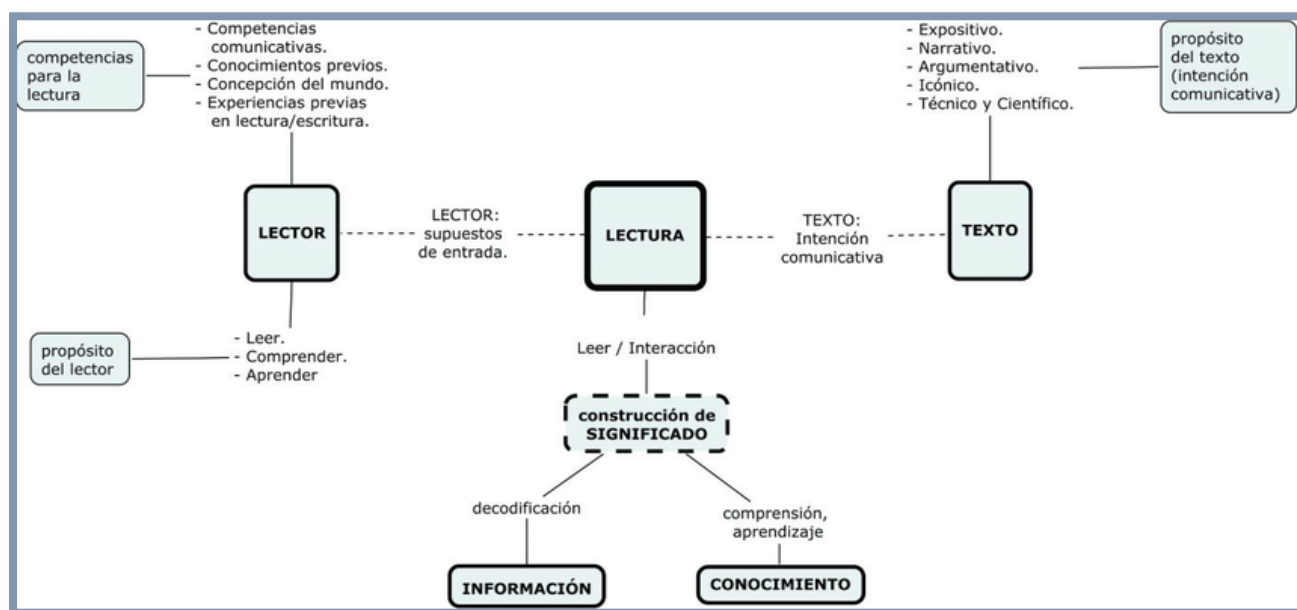 competencias
para la
lectura
- Competencias
comunicativas.
- Conocimientos previos.
- Concepción del mundo.
- Experiencias previas
en lectura/escritura.
- Expositivo.
- Narrativo.
- Argumentativo.
- Icónico.
- Técnico y Científico.
propósito
del texto
(intención
comunicativa)
LECTOR
LECTOR:
supuestos
de entrada.
LECTURA
TEXTO:
Intención
comunicativa
TEXTO
propósito
del lector
- Leer.
- Comprender.
- Aprender
Leer / Interacción
construcción de
SIGNIFICADO
decodificación
comprensión,
aprendizaje
INFORMACIÓN
CONOCIMIENTO